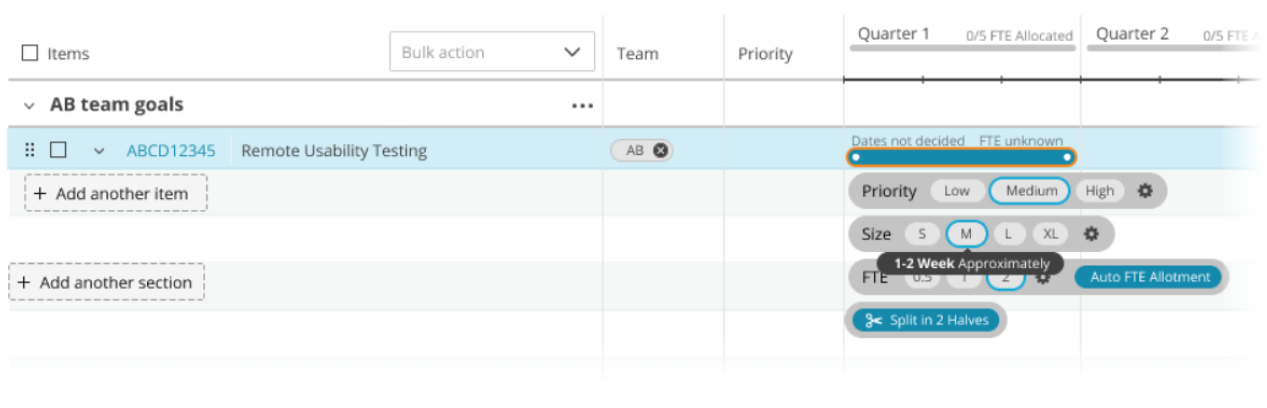 Items
Bulk action
Team
Priority
Quarter 1
0/5 FTE Allocated
Quarter 2
0/5 FTE
AB team goals
ABCD12345
Remote Usability Testing
AB
Dates not decided
FTE unknown
+ Add another item
Priority
Low
Medium
High
Size
S
M
L
XL
1-2 Week Approximately
+ Add another section
FTE
0.5
1
2
Auto FTE Allotment
Split in 2 Halves